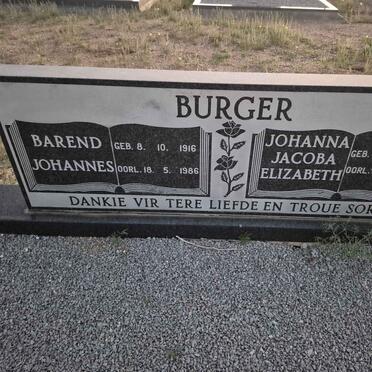 BURGER
BAREND
JOHANNES
GEB. 8. 10. 1916
OORL. 18. 5. 1986
JOHANNA
JACOBA
ELIZABETH
GEB.
OORL.
DANKIE VIR TERE LIEFDE EN TROUE SOR